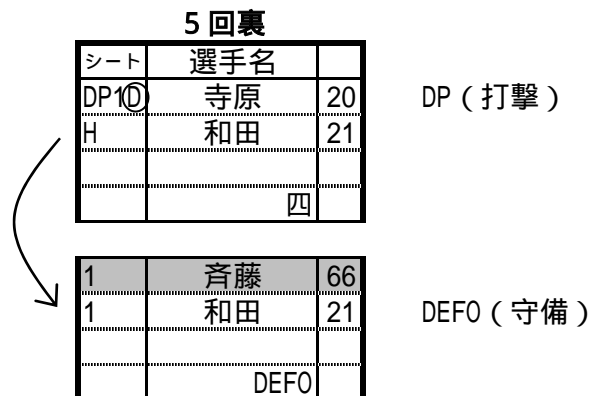 5回裏
シート 選手名
DP1Ⓓ 寺原 20 DP(打撃)
H 和田 21
四
1 斉藤 66
1 和田 21 DEFO(守備)
DEFO